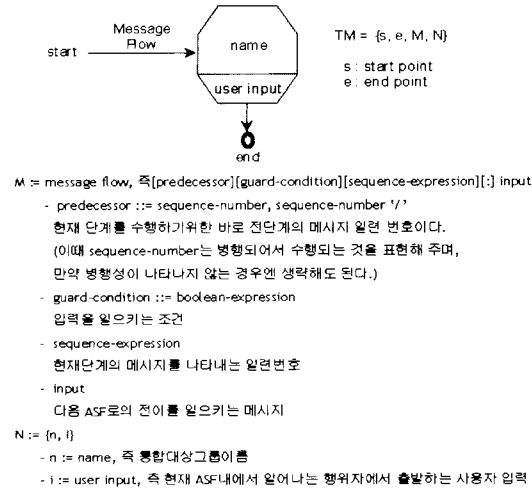 Message
Flow
start
name
user input
end
TM = {s, e, M, N}
s : start point
e : end point
M := message flow, 즉[predecessor][guard-condition][sequence-expression][:] input
- predecessor ::= sequence-number, sequence-number '/'
현재 단계를 수행하기위한 바로 전단계의 메시지 일련 번호이다.
(이때 sequence-number는 병행되어서 수행되는 것을 표현해 주며,
만약 병행성이 나타나지 않는 경우엔 생략해도 된다.)
- guard-condition ::= boolean-expression
입력을 일으키는 조건
- sequence-expression
현재단계의 메시지를 나타내는 일련번호
- input
다음 ASF로의 전이를 일으키는 메시지
N := {n, i}
- n := name, 즉 통합대상그룹이름
- i := user input, 즉 현재 ASF내에서 일어나는 행위자에서 출발하는 사용자 입력